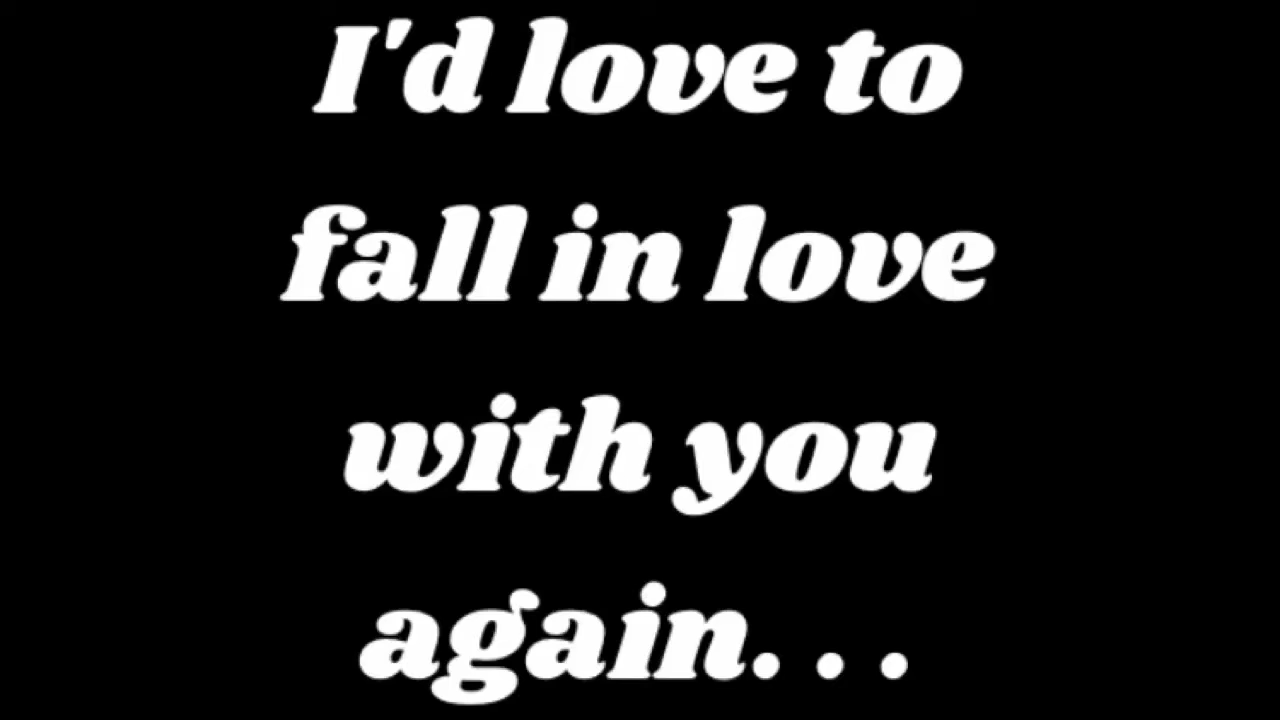 I'd love to
fall in love
with you
again. . .